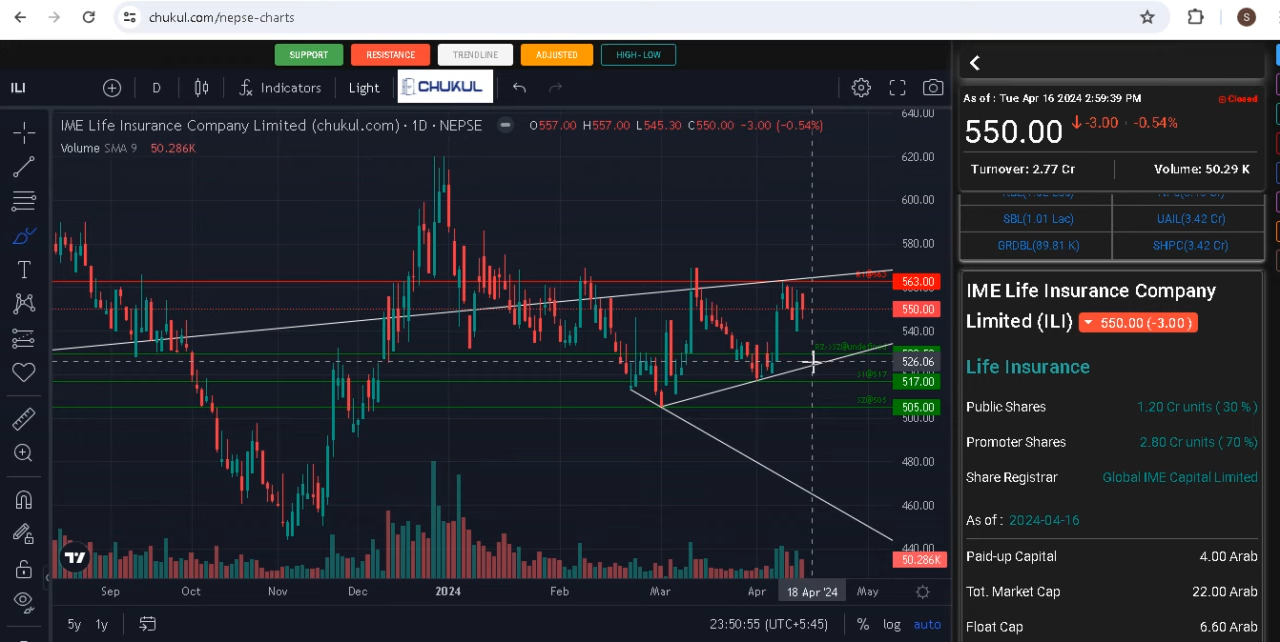 chukul.com/nepse-charts
S
SUPPORT RESISTANCE TRENDLINE ADJUSTED HIGH - LOW
ILI D Indicators Light CHUKUL
IME Life Insurance Company Limited (chukul.com) · 1D · NEPSE O557.00 H557.00 L545.30 C550.00 -3.00 (-0.54%)
Volume SMA 9 50.286K
640.00
620.00
600.00
580.00
563.00
550.00
540.00
526.06
517.00
S1@517
505.00
S2@505
500.00
480.00
460.00
440.00
50.286K
Sep Oct Nov Dec 2024 Feb Mar Apr 18 Apr '24 May
5y 1y 23:50:55 (UTC+5:45) % log auto
As of : Tue Apr 16 2024 2:59:39 PM Closed
550.00 -3.00 · -0.54%
Turnover: 2.77 Cr Volume: 50.29 K
SBL(1.01 Lac) UAIL(3.42 Cr)
GRDBL(89.81 K) SHPC(3.42 Cr)
IME Life Insurance Company
Limited (ILI) 550.00 (-3.00 )
Life Insurance
Public Shares 1.20 Cr units ( 30 %)
Promoter Shares 2.80 Cr units ( 70 %)
Share Registrar Global IME Capital Limited
As of : 2024-04-16
Paid-up Capital 4.00 Arab
Tot. Market Cap 22.00 Arab
Float Cap 6.60 Arab